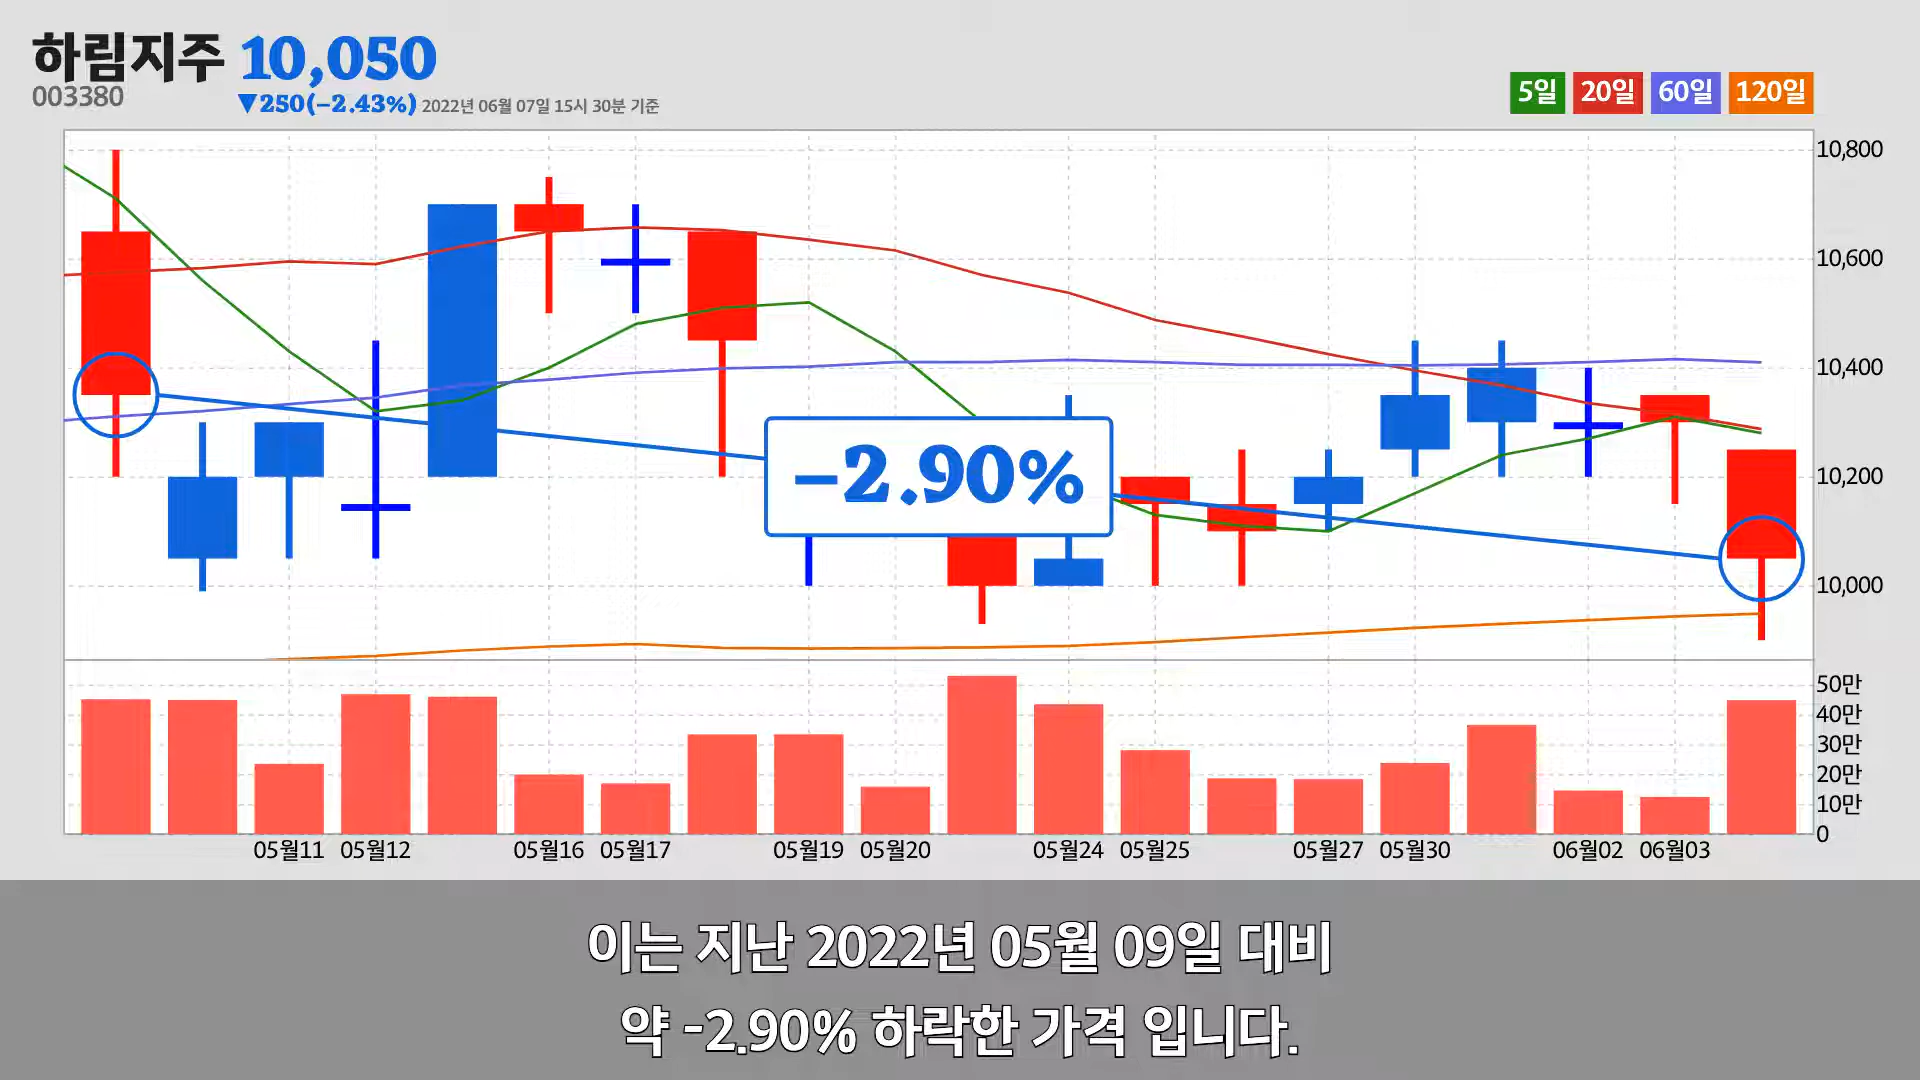 하림지주 10,050
003380
▼250(−2.43%) 2022년 06월 07일 15시 30분 기준
5일 20일 60일 120일
10,800
10,600
10,400
−2.90%
10,200
10,000
50만
40만
30만
20만
10만
0
05월11 05월12 05월16 05월17 05월19 05월20 05월24 05월25 05월27 05월30 06월02 06월03
이는 지난 2022년 05월 09일 대비
약 -2.90% 하락한 가격 입니다.